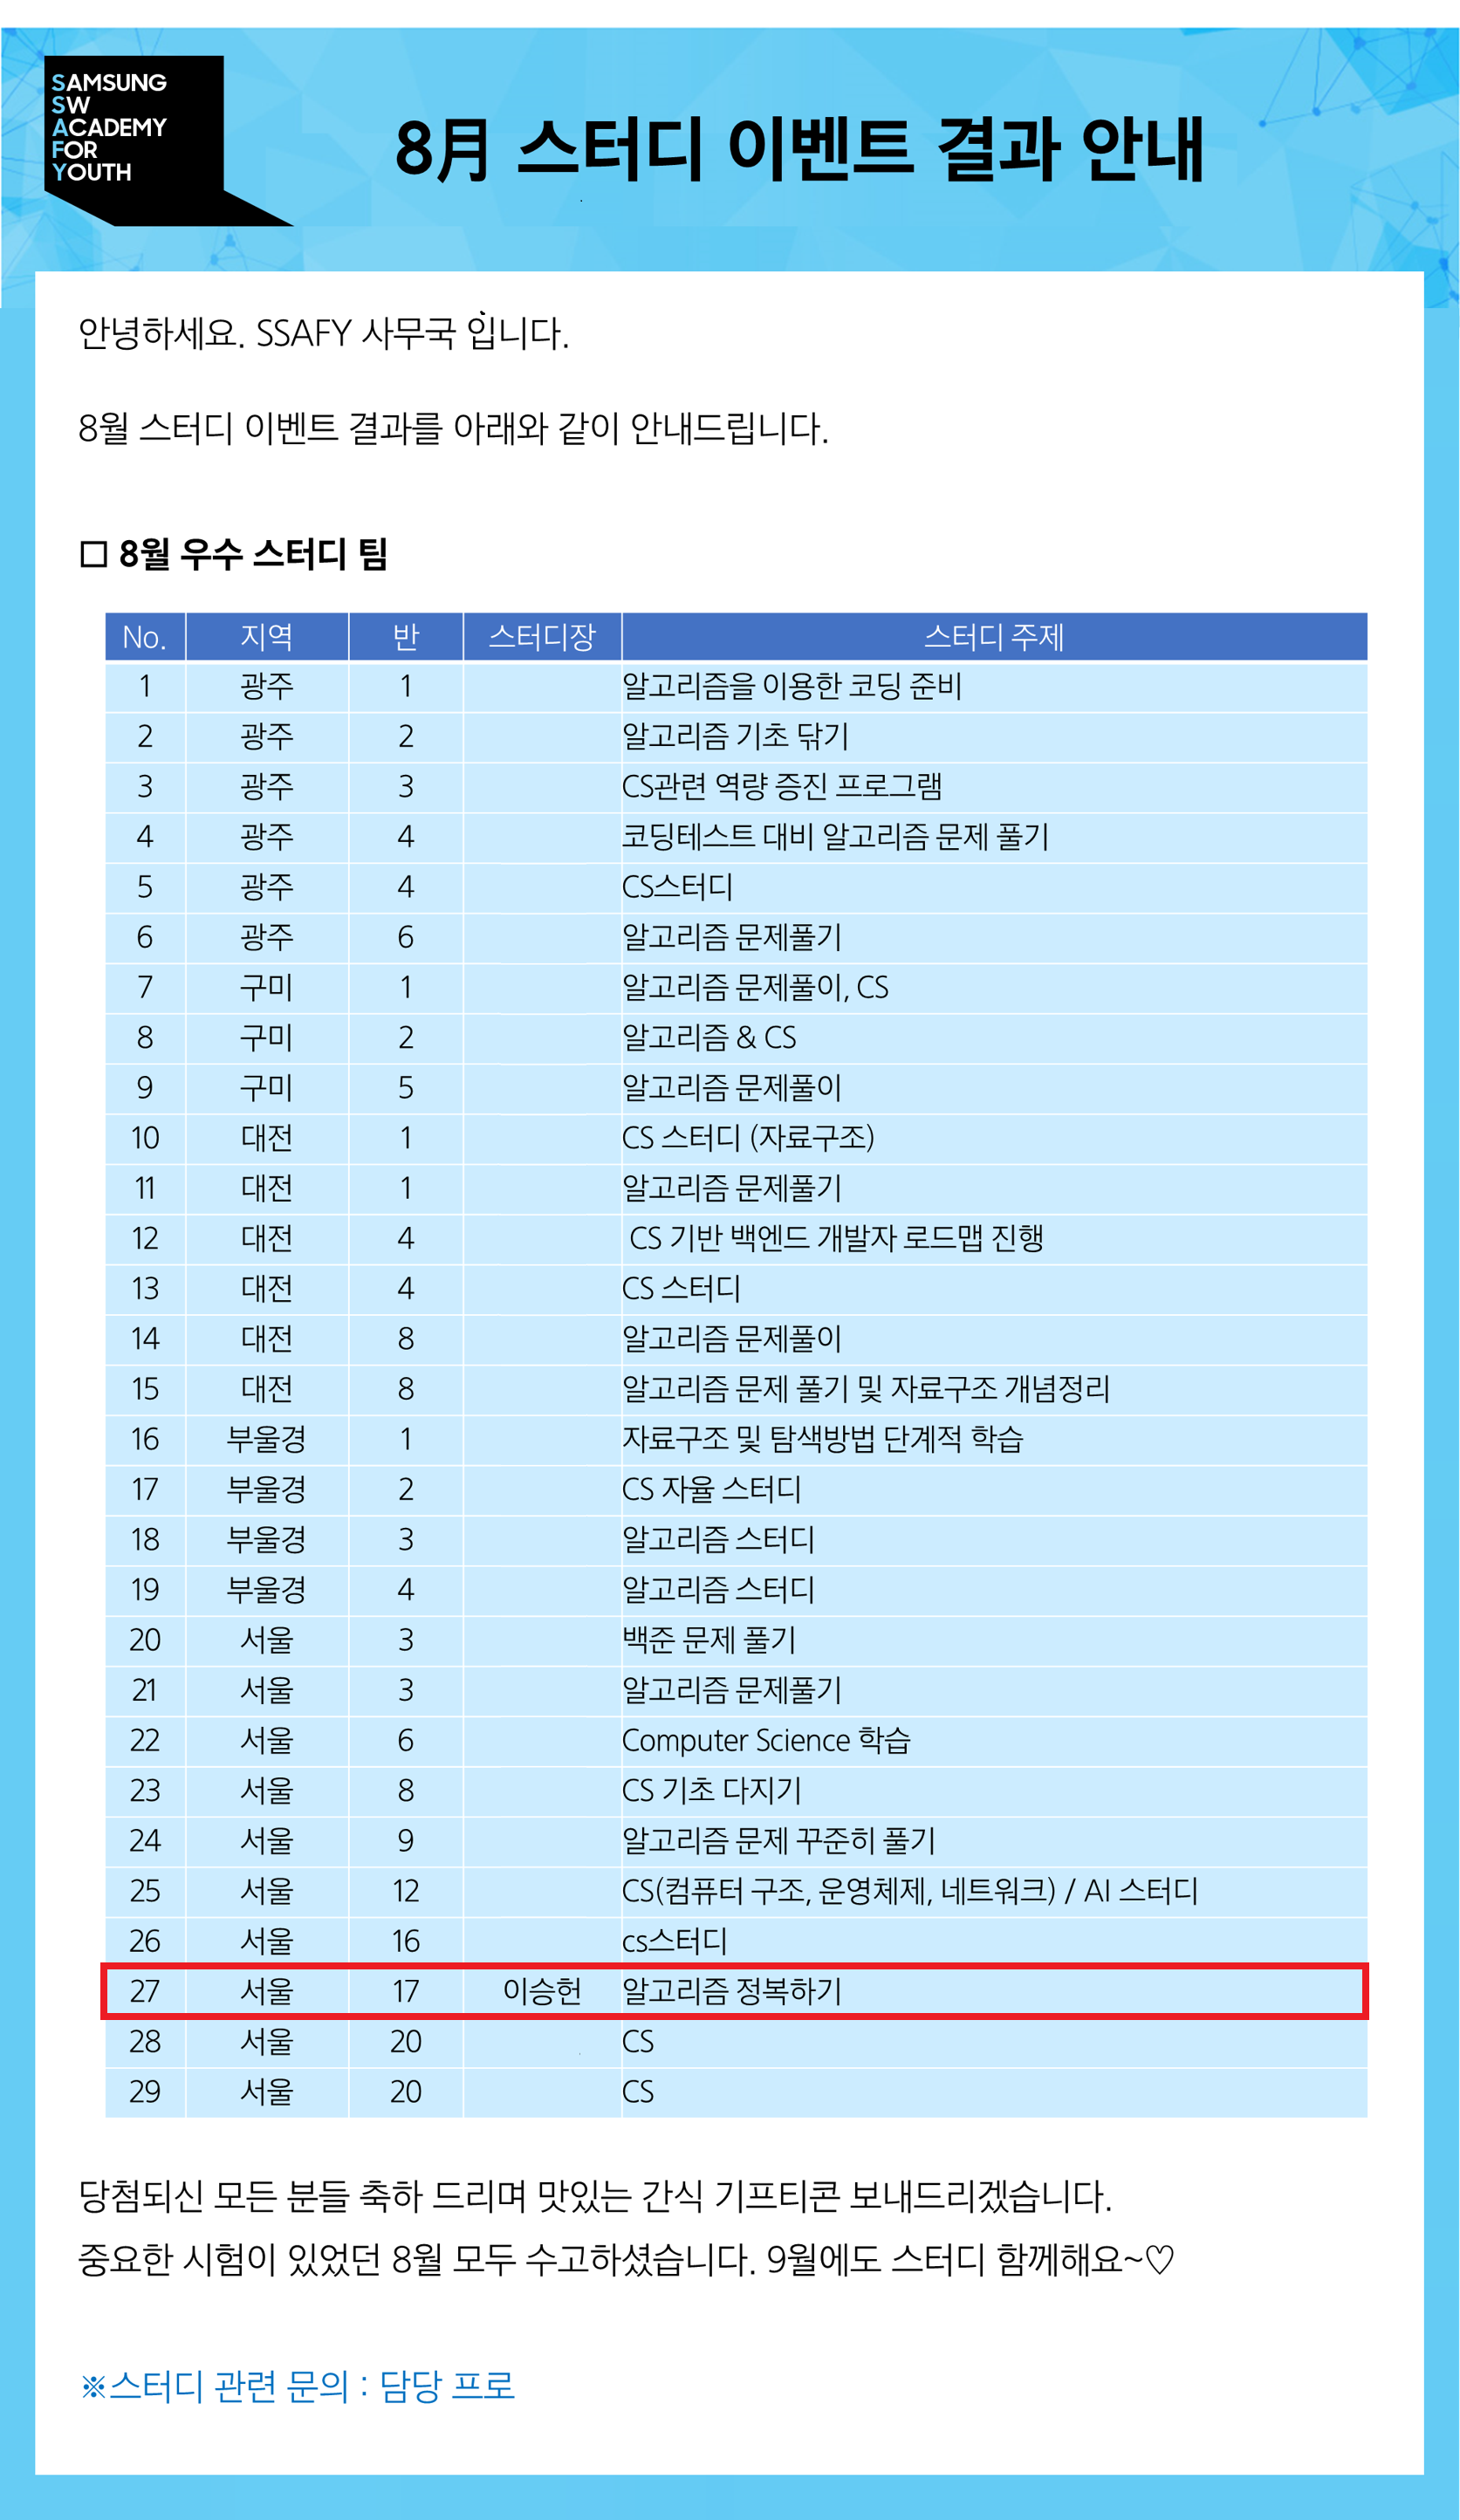 SAMSUNG
SW
ACADEMY
FOR
YOUTH
8月 스터디 이벤트 결과 안내
안녕하세요. SSAFY 사무국 입니다.
8월 스터디 이벤트 결과를 아래와 같이 안내드립니다.
□ 8월 우수 스터디 팀
No. 지역 반 스터디장 스터디 주제
1 광주 1 알고리즘을 이용한 코딩 준비
2 광주 2 알고리즘 기초 닦기
3 광주 3 CS관련 역량 증진 프로그램
4 광주 4 코딩테스트 대비 알고리즘 문제 풀기
5 광주 4 CS스터디
6 광주 6 알고리즘 문제풀기
7 구미 1 알고리즘 문제풀이, CS
8 구미 2 알고리즘 & CS
9 구미 5 알고리즘 문제풀이
10 대전 1 CS 스터디 (자료구조)
11 대전 1 알고리즘 문제풀기
12 대전 4 CS 기반 백엔드 개발자 로드맵 진행
13 대전 4 CS 스터디
14 대전 8 알고리즘 문제풀이
15 대전 8 알고리즘 문제 풀기 및 자료구조 개념정리
16 부울경 1 자료구조 및 탐색방법 단계적 학습
17 부울경 2 CS 자율 스터디
18 부울경 3 알고리즘 스터디
19 부울경 4 알고리즘 스터디
20 서울 3 백준 문제 풀기
21 서울 3 알고리즘 문제풀기
22 서울 6 Computer Science 학습
23 서울 8 CS 기초 다지기
24 서울 9 알고리즘 문제 꾸준히 풀기
25 서울 12 CS(컴퓨터 구조, 운영체제, 네트워크) / AI 스터디
26 서울 16 cs스터디
27 서울 17 이승헌 알고리즘 정복하기
28 서울 20 CS
29 서울 20 CS
당첨되신 모든 분들 축하 드리며 맛있는 간식 기프티콘 보내드리겠습니다.
중요한 시험이 있었던 8월 모두 수고하셨습니다. 9월에도 스터디 함께해요~♡
※스터디 관련 문의 : 담당 프로